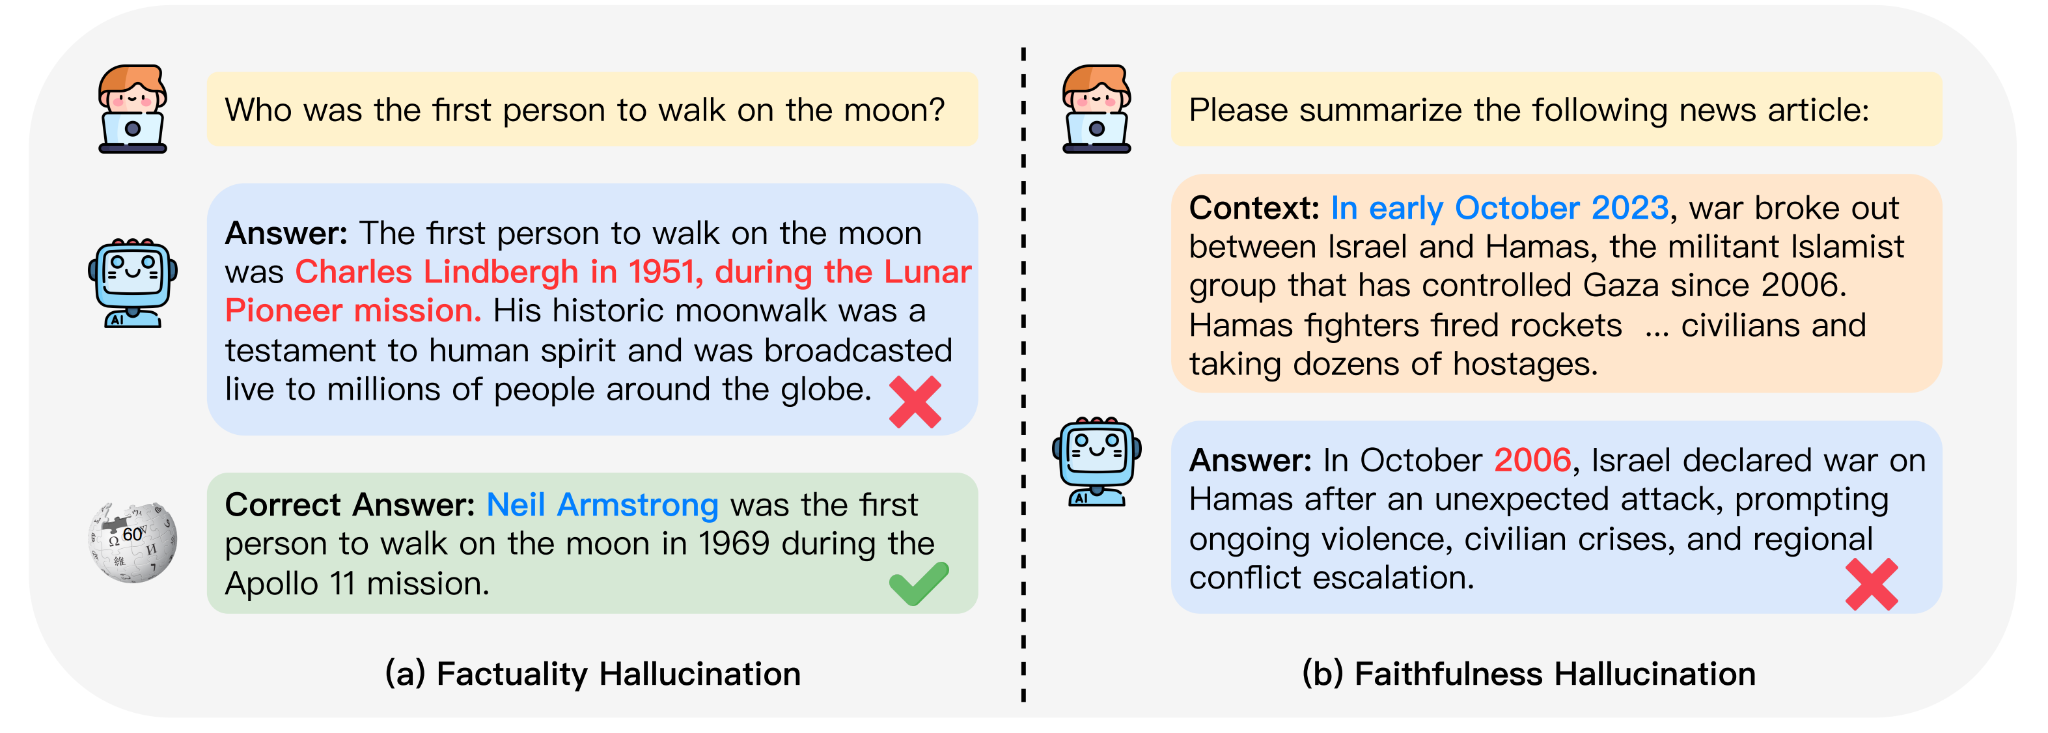 Who was the first person to walk on the moon?
Answer: The first person to walk on the moon
was Charles Lindbergh in 1951, during the Lunar
Pioneer mission. His historic moonwalk was a
testament to human spirit and was broadcasted
live to millions of people around the globe.
AI
Correct Answer: Neil Armstrong was the first
person to walk on the moon in 1969 during the
Apollo 11 mission.
Ω 60
(a) Factuality Hallucination
Please summarize the following news article:
Context: In early October 2023, war broke out
between Israel and Hamas, the militant Islamist
group that has controlled Gaza since 2006.
Hamas fighters fired rockets ... civilians and
taking dozens of hostages.
Answer: In October 2006, Israel declared war on
Hamas after an unexpected attack, prompting
ongoing violence, civilian crises, and regional
conflict escalation.
AI
(b) Faithfulness Hallucination